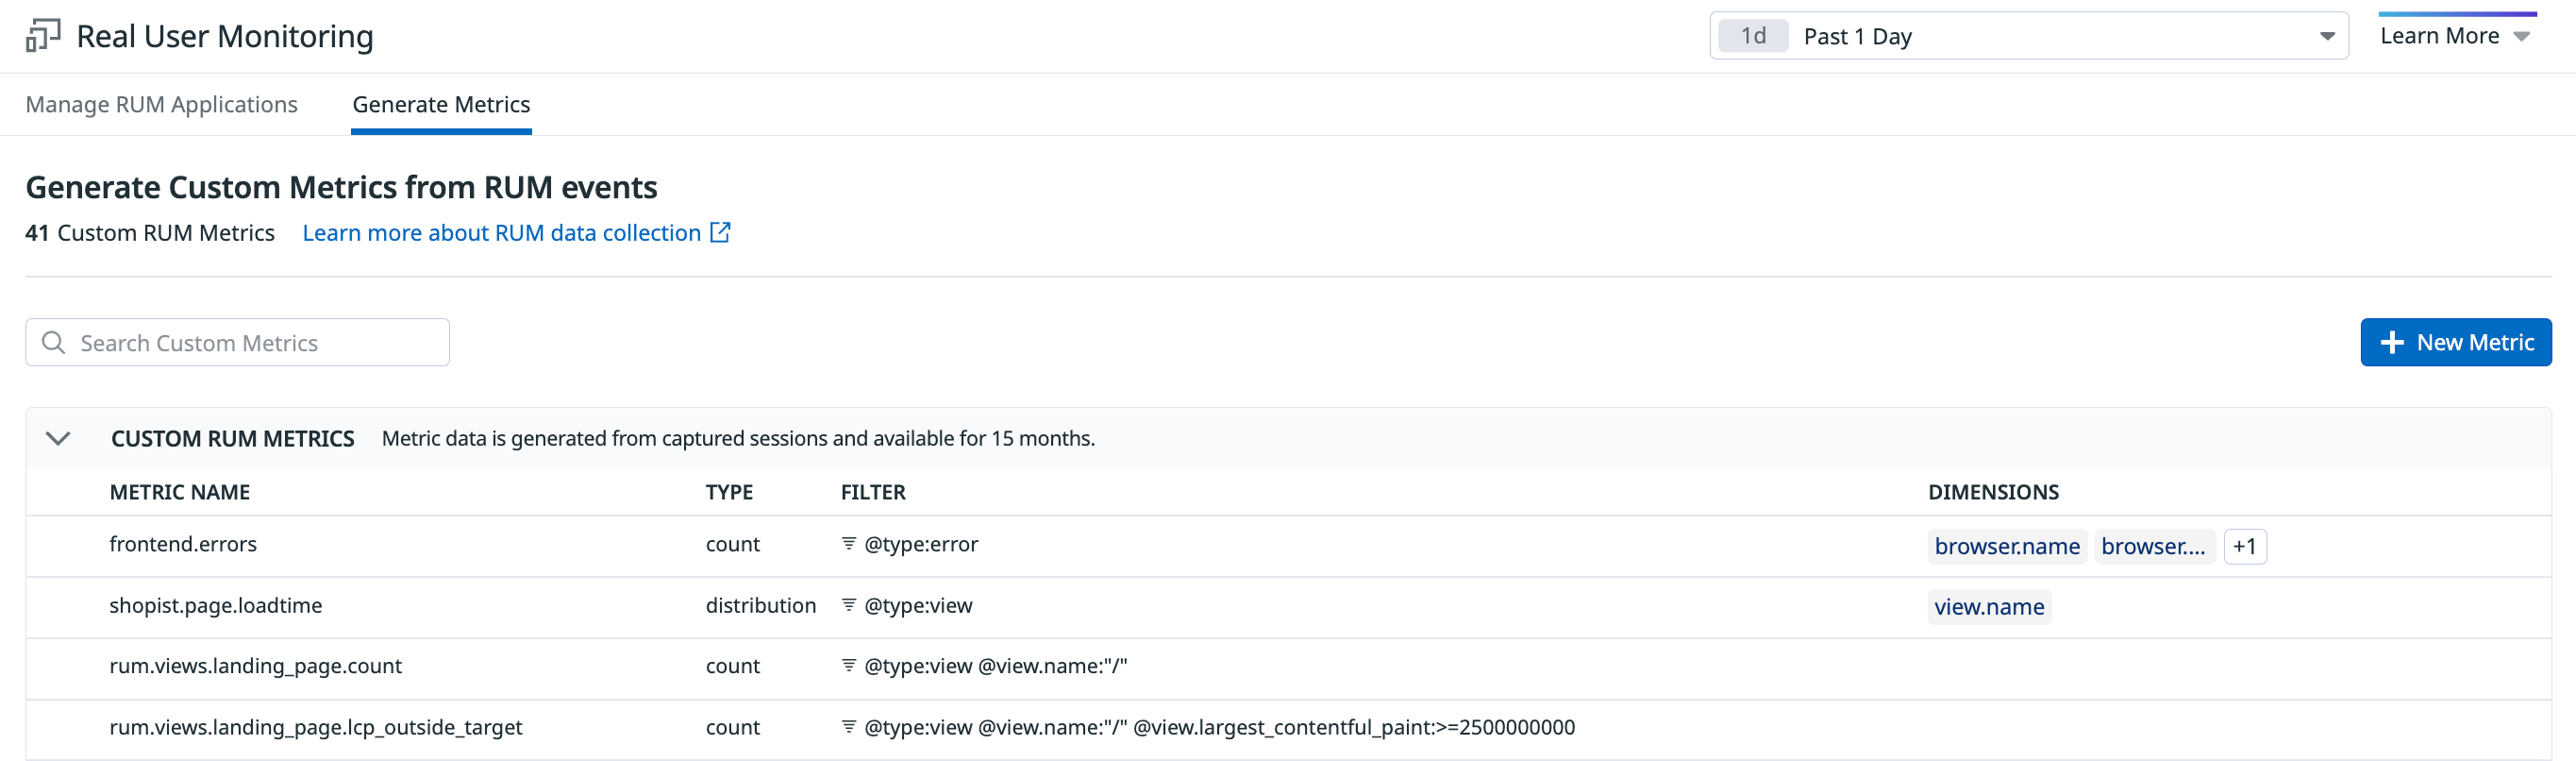 Real User Monitoring
1d Past 1 Day
Learn More
Manage RUM Applications Generate Metrics
Generate Custom Metrics from RUM events
41 Custom RUM Metrics Learn more about RUM data collection
Search Custom Metrics
New Metric
CUSTOM RUM METRICS Metric data is generated from captured sessions and available for 15 months.
METRIC NAME TYPE FILTER DIMENSIONS
frontend.errors count @type:error browser.name browser.... +1
shopist.page.loadtime distribution @type:view view.name
rum.views.landing_page.count count @type:view @view.name:"/"
rum.views.landing_page.lcp_outside_target count @type:view @view.name:"/" @view.largest_contentful_paint:>=2500000000